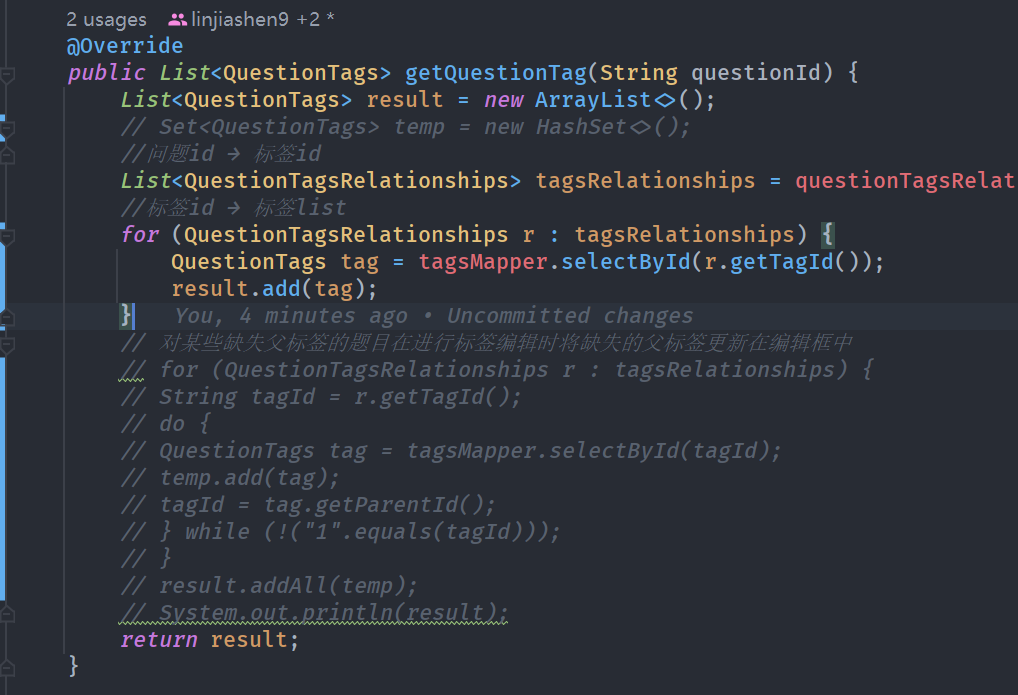 2 usages linjiashen9 +2 *
@Override
public List<QuestionTags> getQuestionTag(String questionId) {
List<QuestionTags> result = new ArrayList<>();
// Set<QuestionTags> temp = new HashSet<>();
//问题id → 标签id
List<QuestionTagsRelationships> tagsRelationships = questionTagsRelat
//标签id → 标签list
for (QuestionTagsRelationships r : tagsRelationships) {
QuestionTags tag = tagsMapper.selectById(r.getTagId());
result.add(tag);
} You, 4 minutes ago • Uncommitted changes
// 对某些缺失父标签的题目在进行标签编辑时将缺失的父标签更新在编辑框中
// for (QuestionTagsRelationships r : tagsRelationships) {
// String tagId = r.getTagId();
// do {
// QuestionTags tag = tagsMapper.selectById(tagId);
// temp.add(tag);
// tagId = tag.getParentId();
// } while (!("1".equals(tagId)));
// }
// result.addAll(temp);
// System.out.println(result);
return result;
}